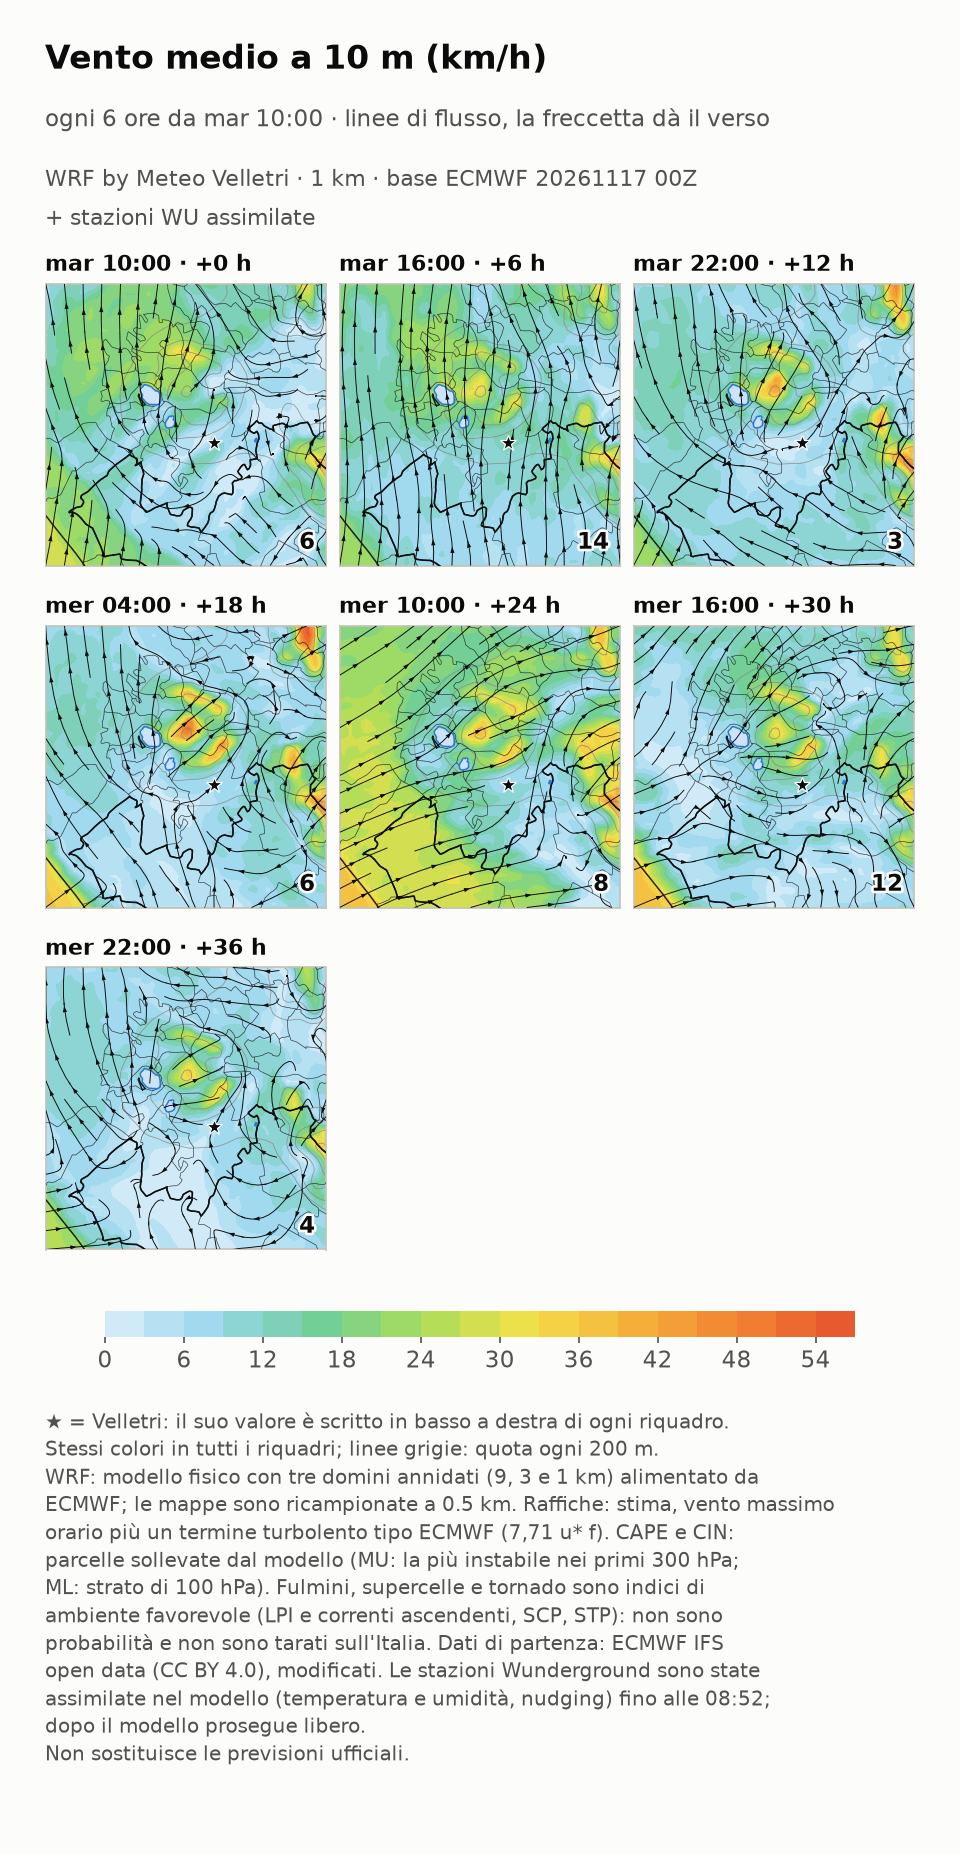 Vento medio a 10 m (km/h)
ogni 6 ore da mar 10:00 · linee di flusso, la freccetta dà il verso
WRF by Meteo Velletri · 1 km · base ECMWF 20261117 00Z
+ stazioni WU assimilate
mar 10:00 · +0 h
mar 16:00 · +6 h
mar 22:00 · +12 h
6
14
3
mer 04:00 · +18 h
mer 10:00 · +24 h
mer 16:00 · +30 h
6
8
12
mer 22:00 · +36 h
4
0 6 12 18 24 30 36 42 48 54
★ = Velletri: il suo valore è scritto in basso a destra di ogni riquadro.
Stessi colori in tutti i riquadri; linee grigie: quota ogni 200 m.
WRF: modello fisico con tre domini annidati (9, 3 e 1 km) alimentato da
ECMWF; le mappe sono ricampionate a 0.5 km. Raffiche: stima, vento massimo
orario più un termine turbolento tipo ECMWF (7,71 u* f). CAPE e CIN:
parcelle sollevate dal modello (MU: la più instabile nei primi 300 hPa;
ML: strato di 100 hPa). Fulmini, supercelle e tornado sono indici di
ambiente favorevole (LPI e correnti ascendenti, SCP, STP): non sono
probabilità e non sono tarati sull'Italia. Dati di partenza: ECMWF IFS
open data (CC BY 4.0), modificati. Le stazioni Wunderground sono state
assimilate nel modello (temperatura e umidità, nudging) fino alle 08:52;
dopo il modello prosegue libero.
Non sostituisce le previsioni ufficiali.